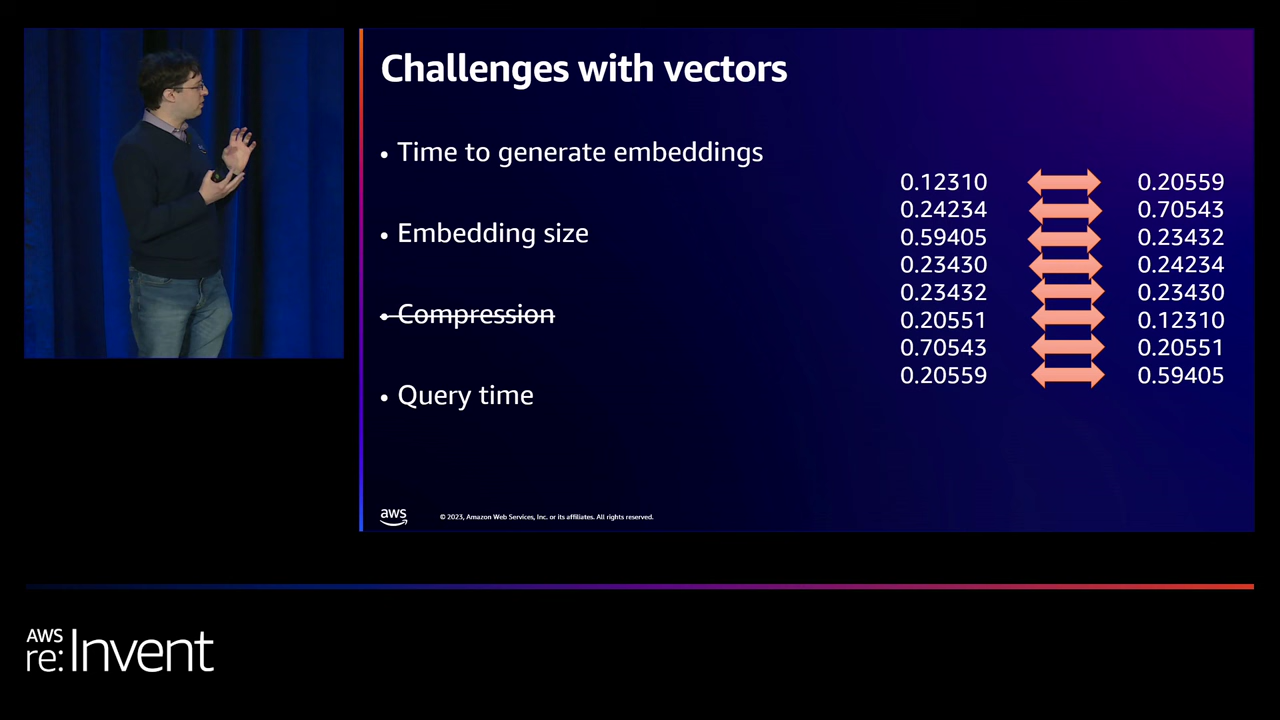 Challenges with vectors
• Time to generate embeddings
• Embedding size
• Compression
• Query time
0.12310 0.20559
0.24234 0.70543
0.59405 0.23432
0.23430 0.24234
0.23432 0.23430
0.20551 0.12310
0.70543 0.20551
0.20559 0.59405
aws
© 2023, Amazon Web Services, Inc. or its affiliates. All rights reserved.
AWS
re:Invent